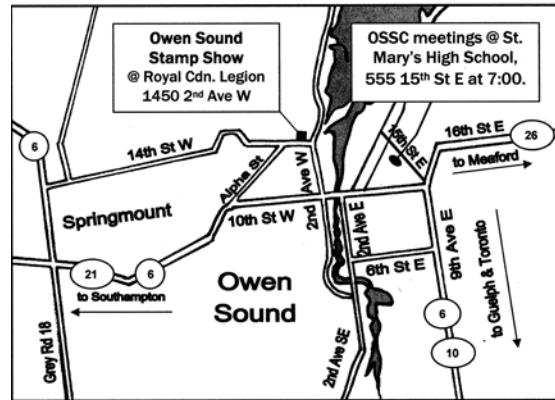 Owen Sound
Stamp Show
@ Royal Cdn. Legion
1450 2nd Ave W
OSSC meetings @ St.
Mary's High School,
555 15th St E at 7:00.
6
14th St W
Alpha St
2nd Ave W
15th St E
16th St E
26
to Meaford
Springmount
10th St W
2nd Ave E
9th Ave E
to Guelph & Toronto
6th St E
21
6
to Southampton
Owen
Sound
6
10
Grey Rd 18
2nd Ave SE